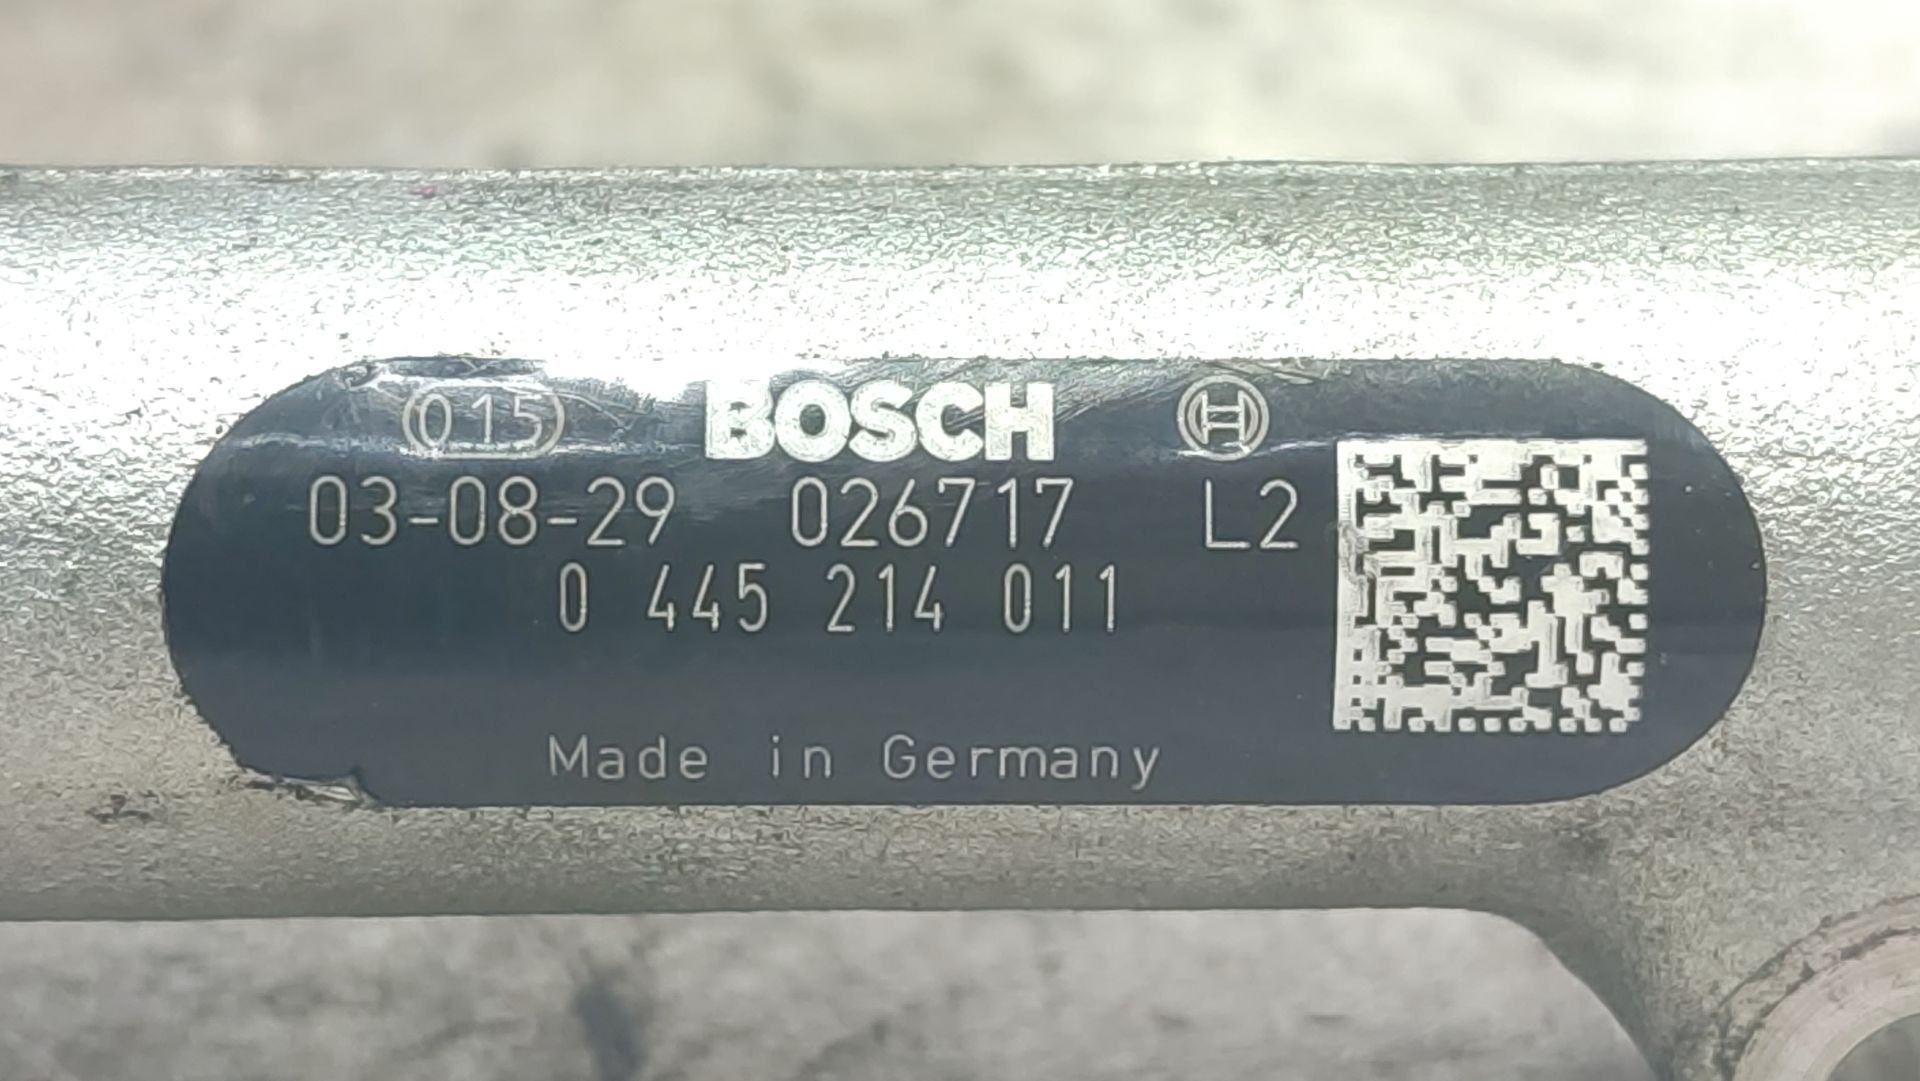 015 BOSCH
03-08-29 026717 L2
0 445 214 011
Made in Germany